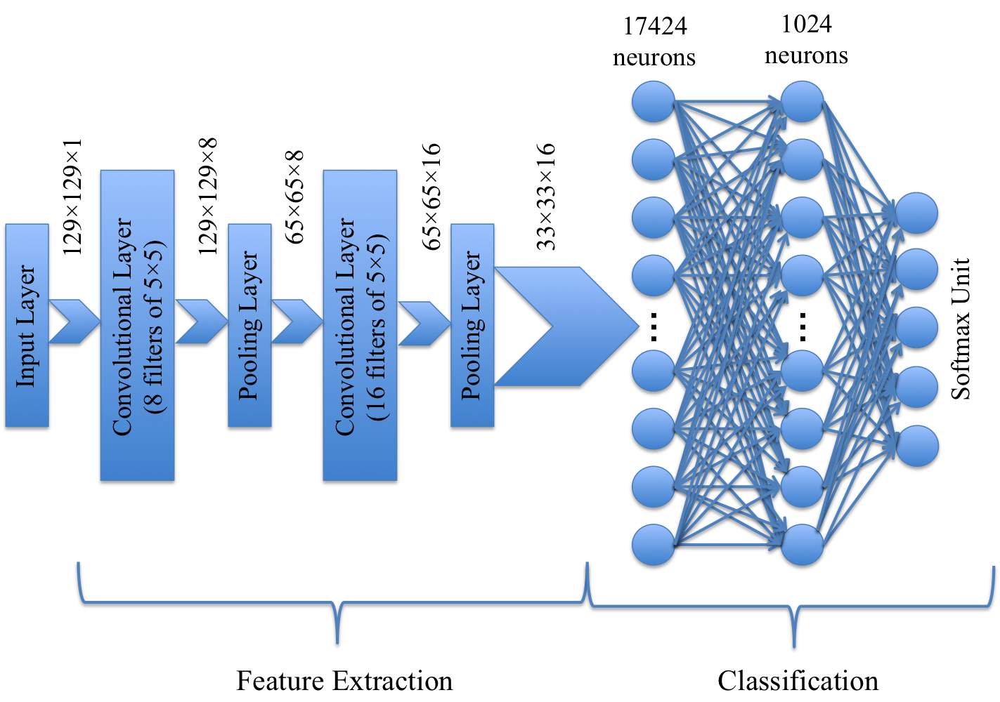 17424
neurons
1024
neurons
Input Layer
129×129×1
Convolutional Layer
(8 filters of 5×5)
129×129×8
Pooling Layer
65×65×8
Convolutional Layer
(16 filters of 5×5)
65×65×16
Pooling Layer
33×33×16
Softmax Unit
Feature Extraction
Classification